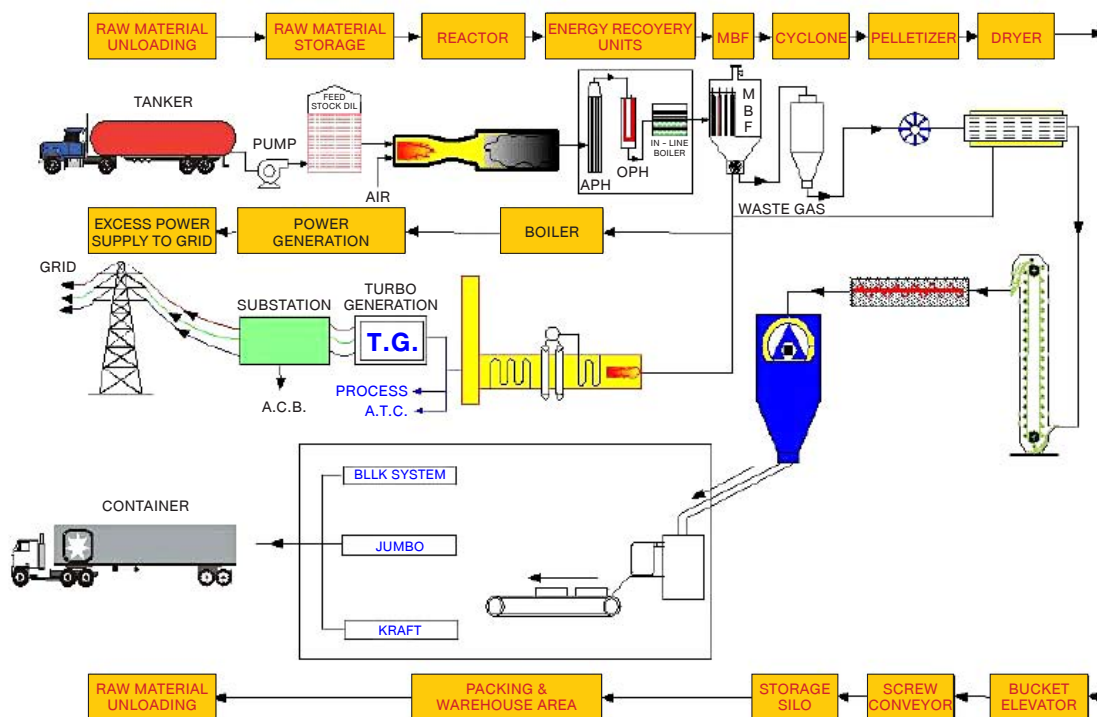 RAW MATERIAL
UNLOADING
RAW MATERIAL
STORAGE
REACTOR
ENERGY RECOYERY
UNITS
MBF
CYCLONE
PELLETIZER
DRYER
TANKER
PUMP
FEED
STOCK DIL
AIR
APH
OPH
IN - LINE
BOILER
M
B
F
WASTE GAS
EXCESS POWER
SUPPLY TO GRID
POWER
GENERATION
BOILER
GRID
SUBSTATION
TURBO
GENERATION
T.G.
PROCESS
A.T.C.
A.C.B.
BLLK SYSTEM
CONTAINER
JUMBO
KRAFT
RAW MATERIAL
UNLOADING
PACKING &
WAREHOUSE AREA
STORAGE
SILO
SCREW
CONVEYOR
BUCKET
ELEVATOR